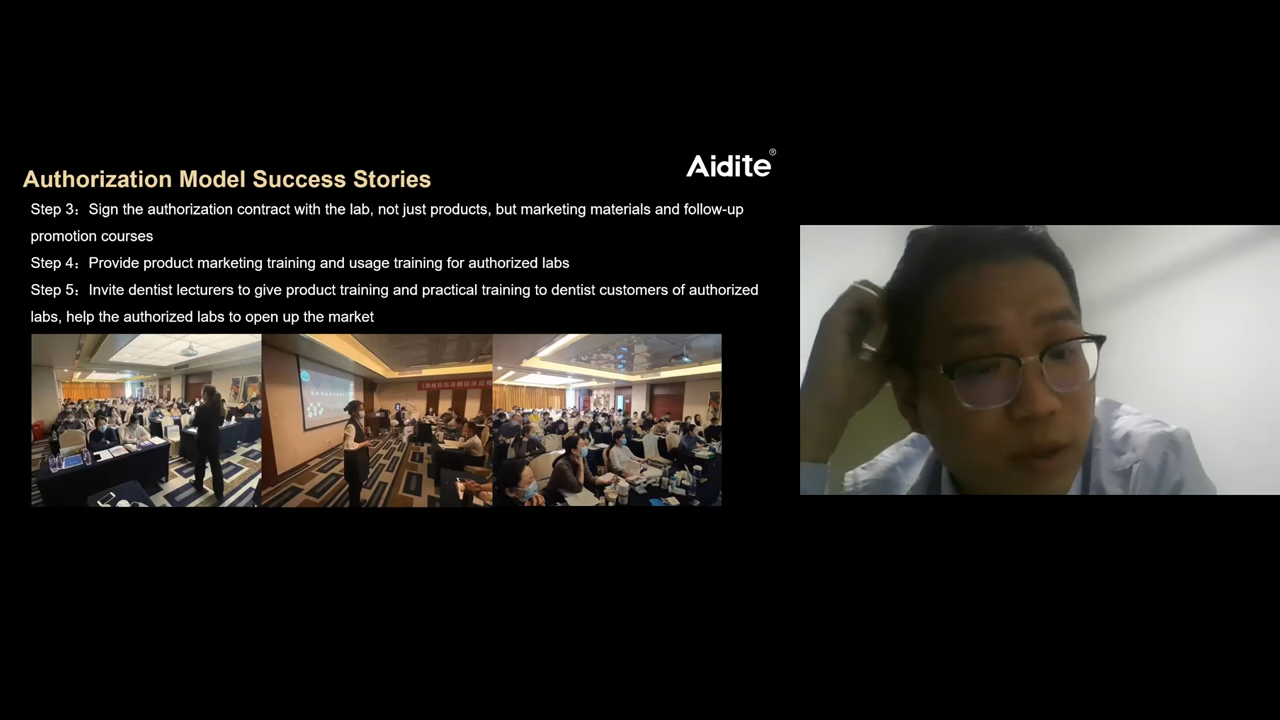 Aidite®
Authorization Model Success Stories
Step 3：Sign the authorization contract with the lab, not just products, but marketing materials and follow-up
promotion courses
Step 4：Provide product marketing training and usage training for authorized labs
Step 5：Invite dentist lecturers to give product training and practical training to dentist customers of authorized
labs, help the authorized labs to open up the market